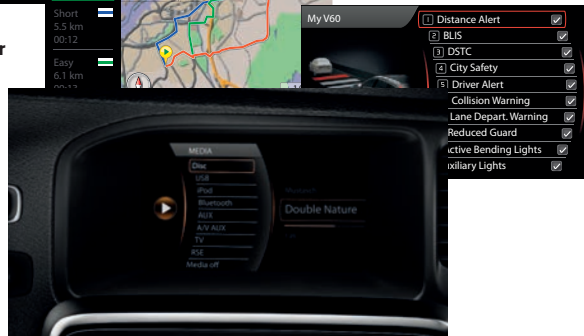 Short
5.5 km
00:12
Easy
6.1 km
My V60
1 Distance Alert
2 BLIS
3 DSTC
4 City Safety
5 Driver Alert
Collision Warning
Lane Depart. Warning
Reduced Guard
ctive Bending Lights
xiliary Lights
MEDIA
Disc
USB
iPod
Bluetooth
AUX
A/V AUX
TV
RSE
Media off
Double Nature